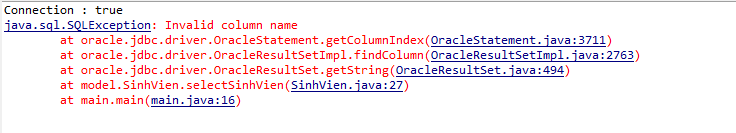 Connection : true
java.sql.SQLException: Invalid column name
at oracle.jdbc.driver.OracleStatement.getColumnIndex(OracleStatement.java:3711)
at oracle.jdbc.driver.OracleResultSetImpl.findColumn(OracleResultSetImpl.java:2763)
at oracle.jdbc.driver.OracleResultSet.getString(OracleResultSet.java:494)
at model.SinhVien.selectSinhVien(SinhVien.java:27)
at main.main(main.java:16)